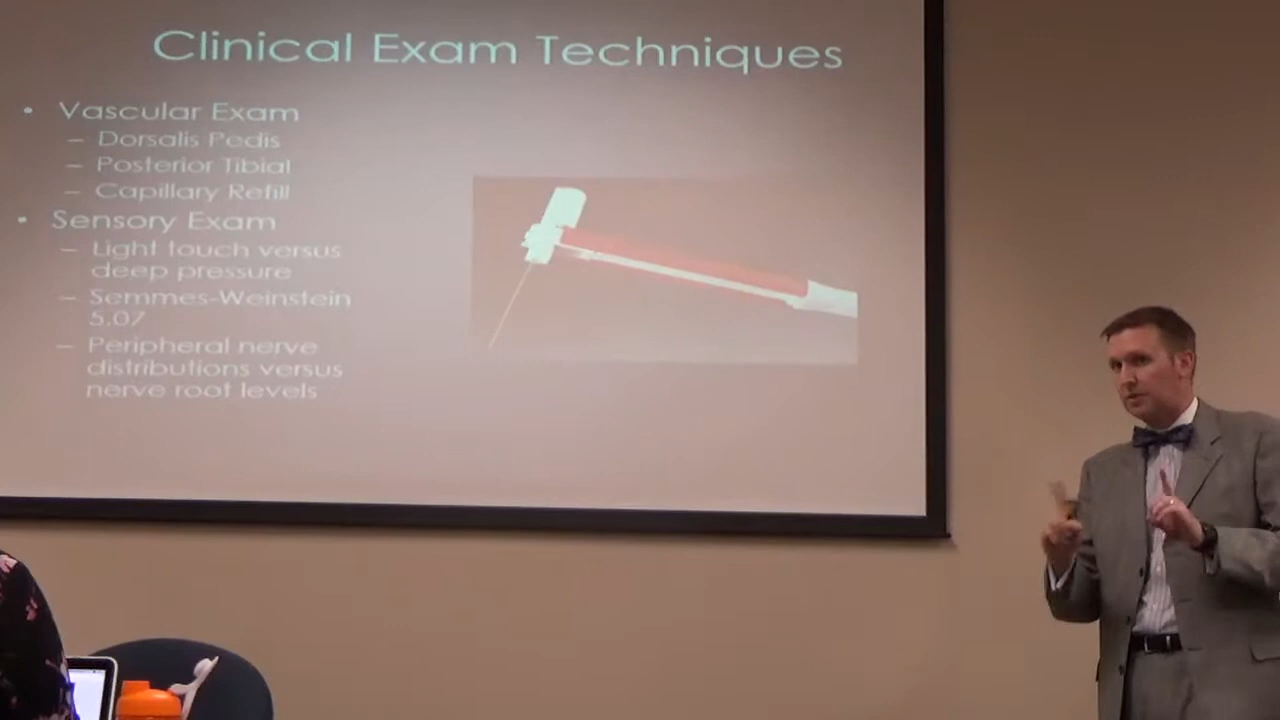 Clinical Exam Techniques
• Vascular Exam
– Dorsalis Pedis
– Posterior Tibial
– Capillary Refill
• Sensory Exam
– Light touch versus
deep pressure
– Semmes-Weinstein
5.07
– Peripheral nerve
distributions versus
nerve root levels